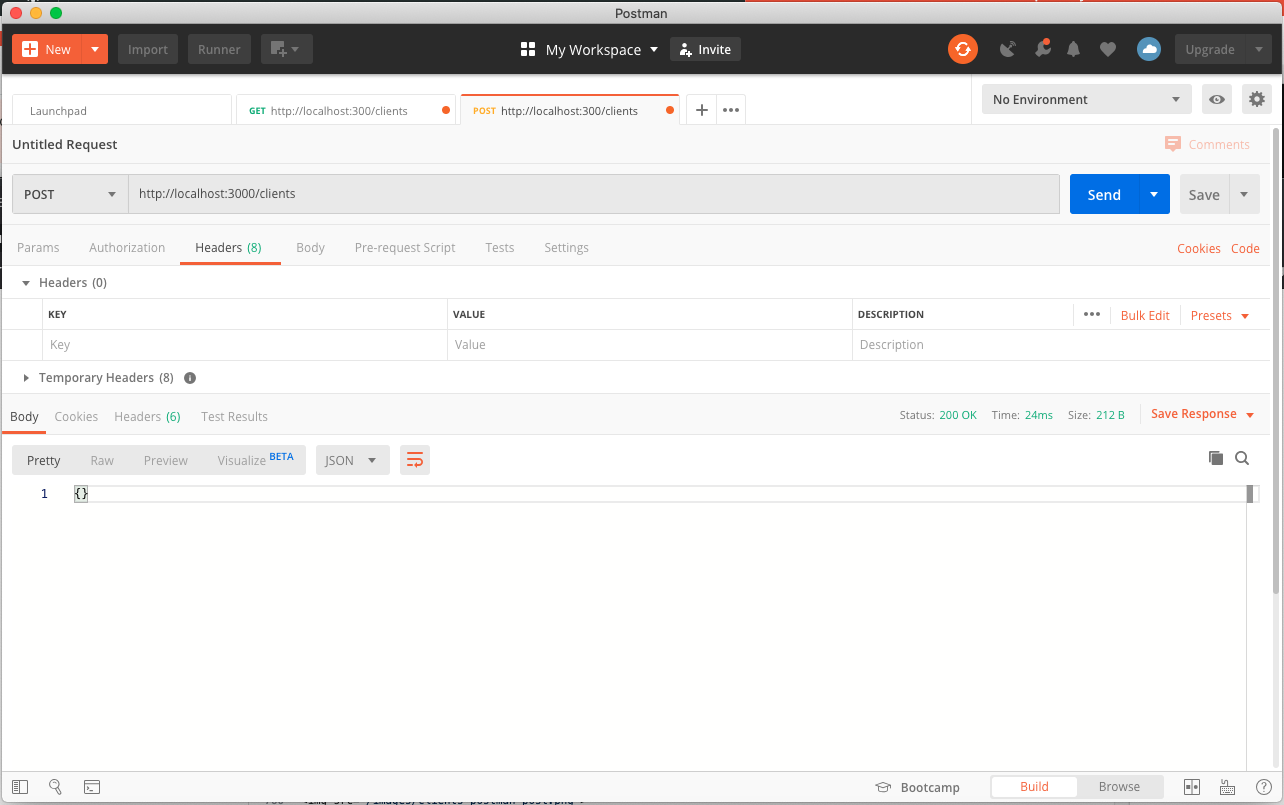 Postman
New Import Runner My Workspace Invite Upgrade
Launchpad GET http://localhost:300/clients POST http://localhost:300/clients No Environment
Untitled Request Comments
POST http://localhost:3000/clients Send Save
Params Authorization Headers (8) Body Pre-request Script Tests Settings Cookies Code
Headers (0)
KEY VALUE DESCRIPTION Bulk Edit Presets
Key Value Description
Temporary Headers (8)
Body Cookies Headers (6) Test Results Status: 200 OK Time: 24ms Size: 212 B Save Response
Pretty Raw Preview Visualize BETA JSON
1 {}
Bootcamp Build Browse